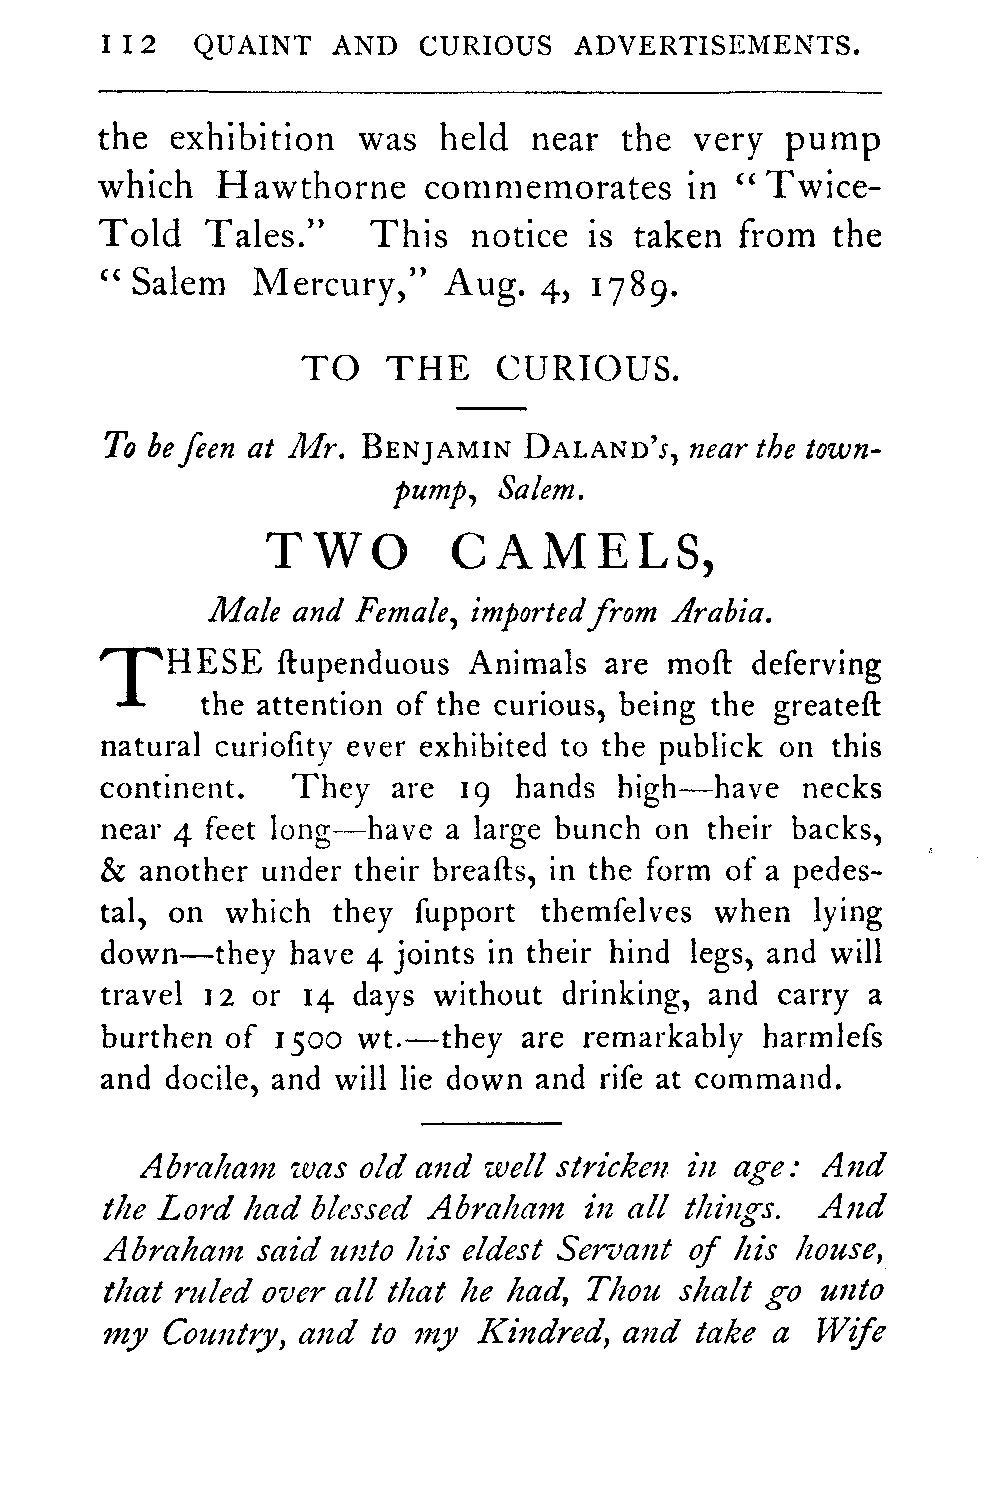 112 QUAINT AND CURIOUS ADVERTISEMENTS.
the exhibition was held near the very pump
which Hawthorne commemorates in “Twice-
Told Tales.” This notice is taken from the
“Salem Mercury,” Aug. 4, 1789.
TO THE CURIOUS.
To be ſeen at Mr. BENJAMIN DALAND’s, near the town-
pump, Salem.
TWO CAMELS,
Male and Female, imported from Arabia.
THESE ſtupenduous Animals are moſt deſerving
the attention of the curious, being the greateſt
natural curioſity ever exhibited to the publick on this
continent. They are 19 hands high—have necks
near 4 feet long—have a large bunch on their backs,
& another under their breaſts, in the form of a pedes-
tal, on which they ſupport themſelves when lying
down—they have 4 joints in their hind legs, and will
travel 12 or 14 days without drinking, and carry a
burthen of 1500 wt.—they are remarkably harmleſs
and docile, and will lie down and riſe at command.
Abraham was old and well stricken in age: And
the Lord had blessed Abraham in all things. And
Abraham said unto his eldest Servant of his house,
that ruled over all that he had, Thou shalt go unto
my Country, and to my Kindred, and take a Wife